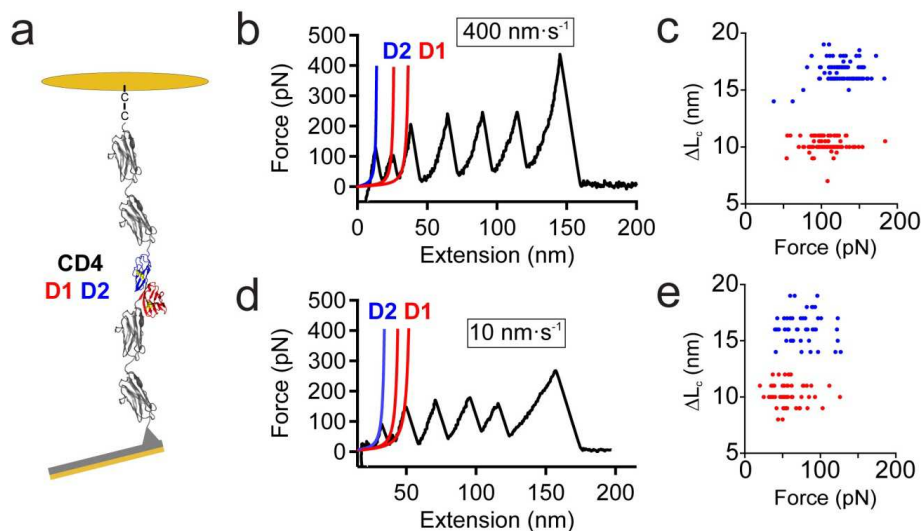 a
C
C
CD4
D1 D2
b
400 nm·s⁻¹
D2 D1
Force (pN)
500
400
300
200
100
0
0 50 100 150 200
Extension (nm)
c
ΔLc (nm)
20
15
10
5
0 100 200
Force (pN)
d
10 nm·s⁻¹
D2 D1
Force (pN)
500
400
300
200
100
0
50 100 150 200
Extension (nm)
e
ΔLc (nm)
20
15
10
5
0 100 200
Force (pN)